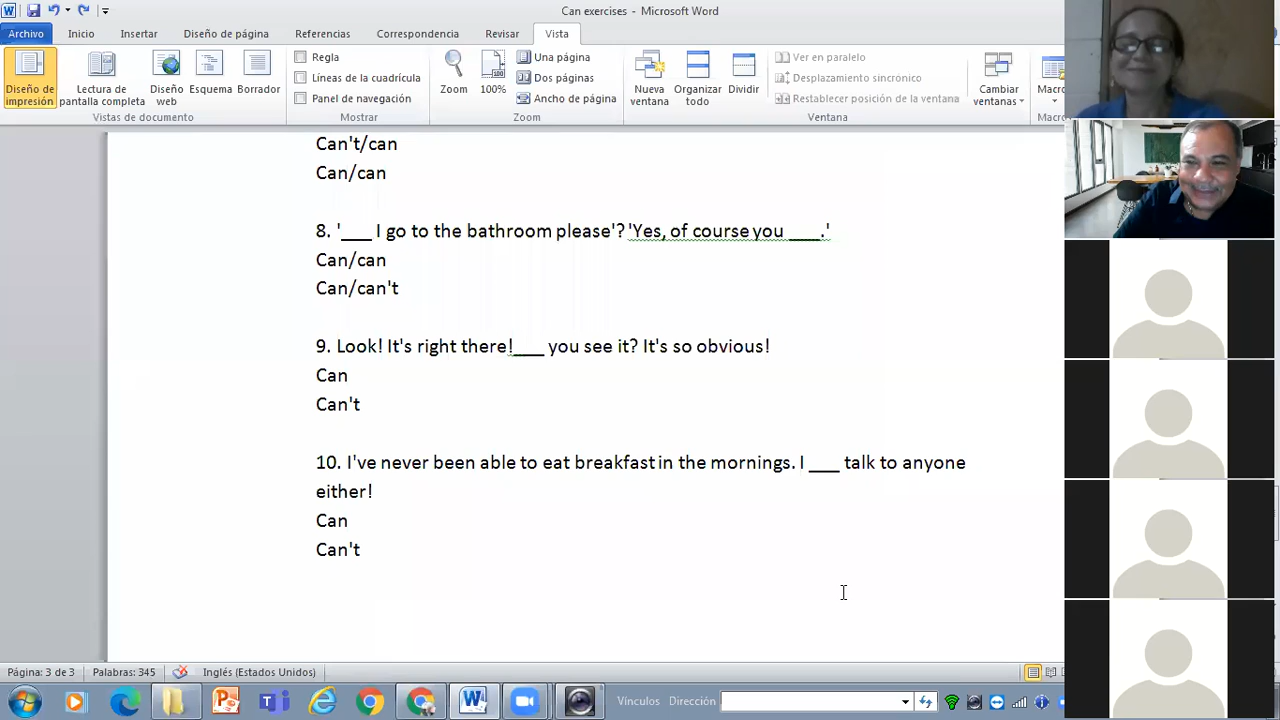 Can exercises - Microsoft Word
Archivo Inicio Insertar Diseño de página Referencias Correspondencia Revisar Vista
Diseño de impresión
Lectura de pantalla completa
Diseño web
Esquema
Borrador
Vistas de documento
Regla
Líneas de la cuadrícula
Panel de navegación
Mostrar
Zoom
100%
Una página
Dos páginas
Ancho de página
Zoom
Nueva ventana
Organizar todo
Dividir
Ver en paralelo
Desplazamiento sincronico
Restablecer posición de la ventana
Ventana
Cambiar ventanas
Macro
Mac
Can't/can
Can/can
8. '___ I go to the bathroom please'? 'Yes, of course you ___.'
Can/can
Can/can't
9. Look! It's right there!___ you see it? It's so obvious!
Can
Can't
10. I've never been able to eat breakfast in the mornings. I ___ talk to anyone
either!
Can
Can't
Página: 3 de 3 Palabras: 345 Inglés (Estados Unidos)
Vínculos Dirección